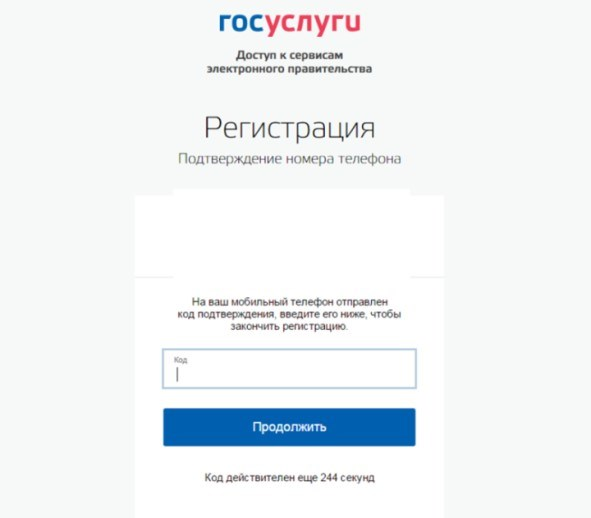 госуслуги
Доступ к сервисам
электронного правительства
Регистрация
Подтверждение номера телефона
На ваш мобильный телефон отправлен
код подтверждения, введите его ниже, чтобы
закончить регистрацию.
Код
Продолжить
Код действителен еще 244 секунд